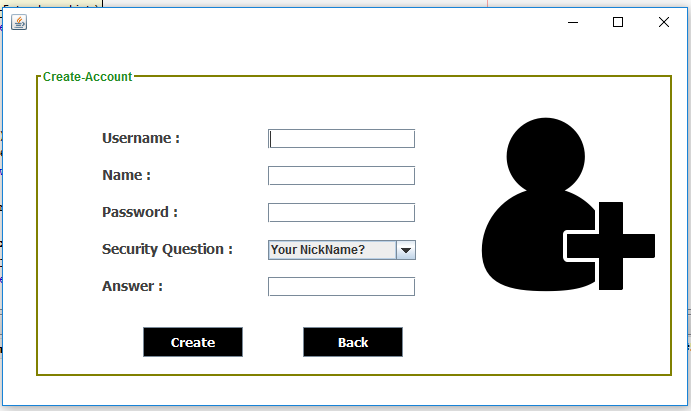 Create-Account
Username :
Name :
Password :
Security Question : Your NickName?
Answer :
Create Back